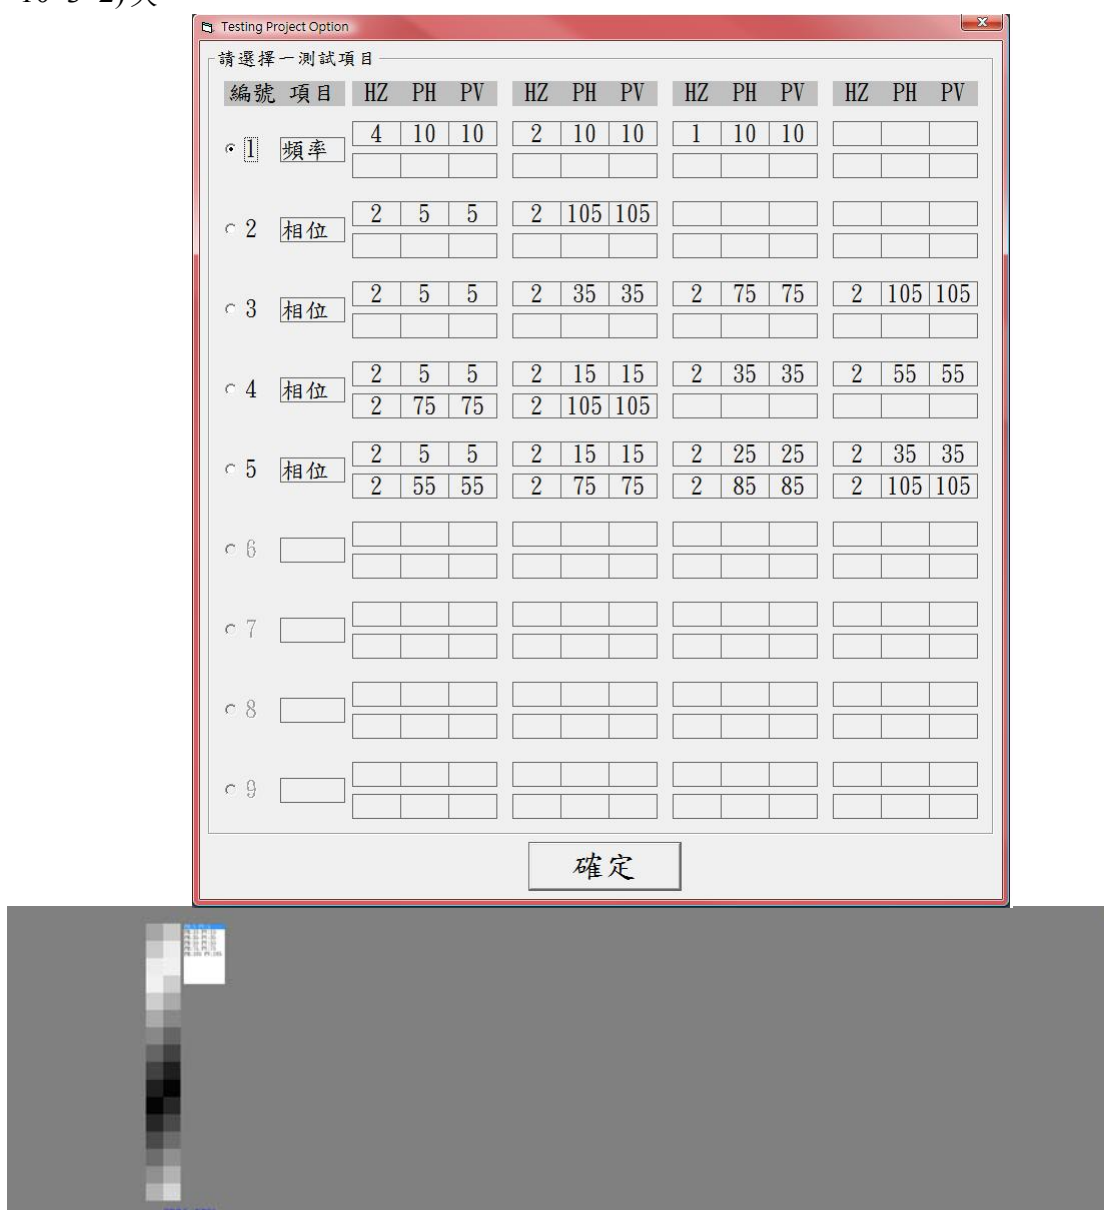 Testing Project Option
請選擇一測試項目
編號 項目 HZ PH PV HZ PH PV HZ PH PV HZ PH PV
1 頻率 4 10 10 2 10 10 1 10 10
2 相位 2 5 5 2 105 105
3 相位 2 5 5 2 35 35 2 75 75 2 105 105
4 相位 2 5 5 2 15 15 2 35 35 2 55 55
2 75 75 2 105 105
5 相位 2 5 5 2 15 15 2 25 25 2 35 35
2 55 55 2 75 75 2 85 85 2 105 105
6
7
8
9
確定